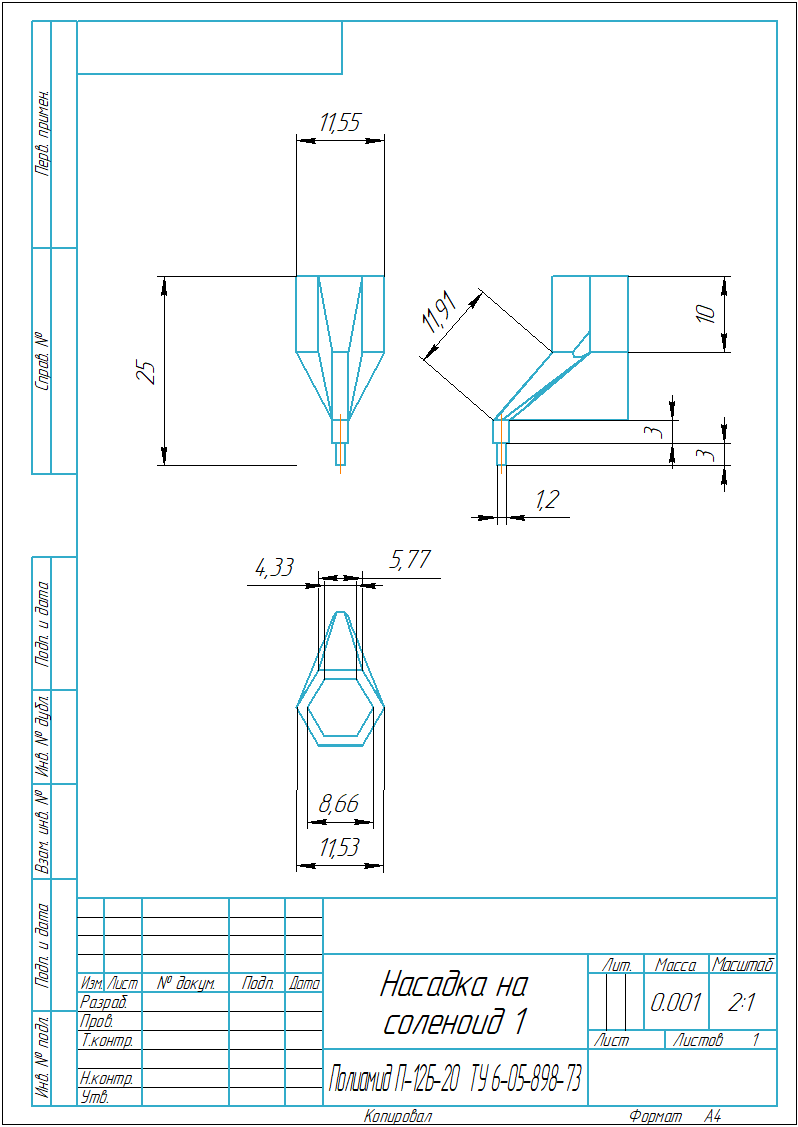 Перв. примен.
Справ. №
Подп. и дата
Инв. № дубл.
Взам. инв. №
Подп. и дата
Инв. № подл.
11,55
25
11,91
10
3
3
1,2
4,33
5,77
8,66
11,53
Изм. Лист № докум. Подп. Дата
Разраб.
Пров.
Т.контр.
Н.контр.
Утв.
Насадка на
соленоид 1
Полиамид П-12Б-20 ТУ 6-05-898-73
Лит. Масса Масштаб
0.001 2:1
Лист Листов 1
Копировал Формат А4